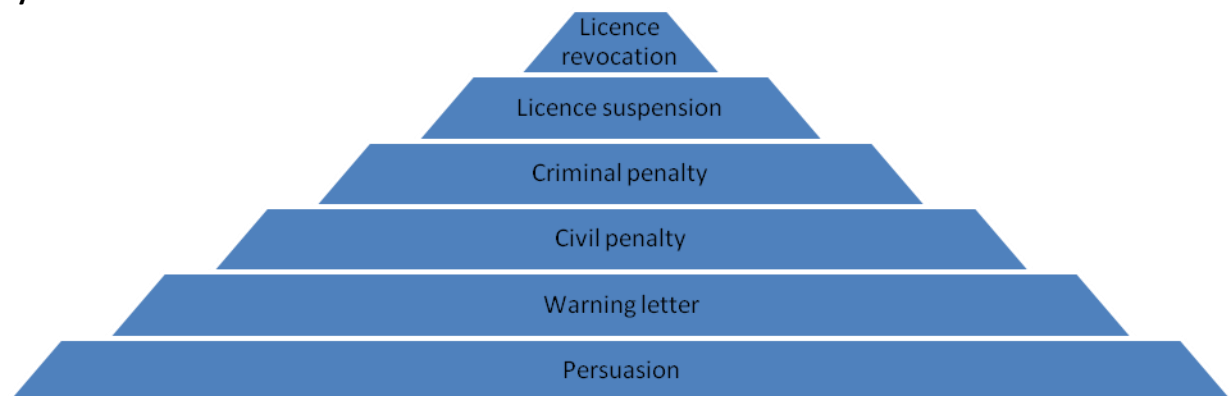 Licence
revocation
Licence suspension
Criminal penalty
Civil penalty
Warning letter
Persuasion